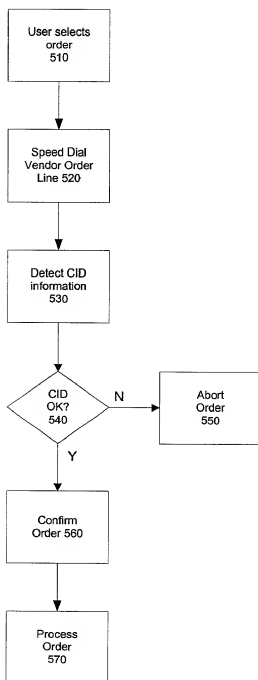 User selects
order
510
Speed Dial
Vendor Order
Line 520
Detect CID
information
530
CID
OK?
540
N
Abort
Order
550
Y
Confirm
Order 560
Process
Order
570